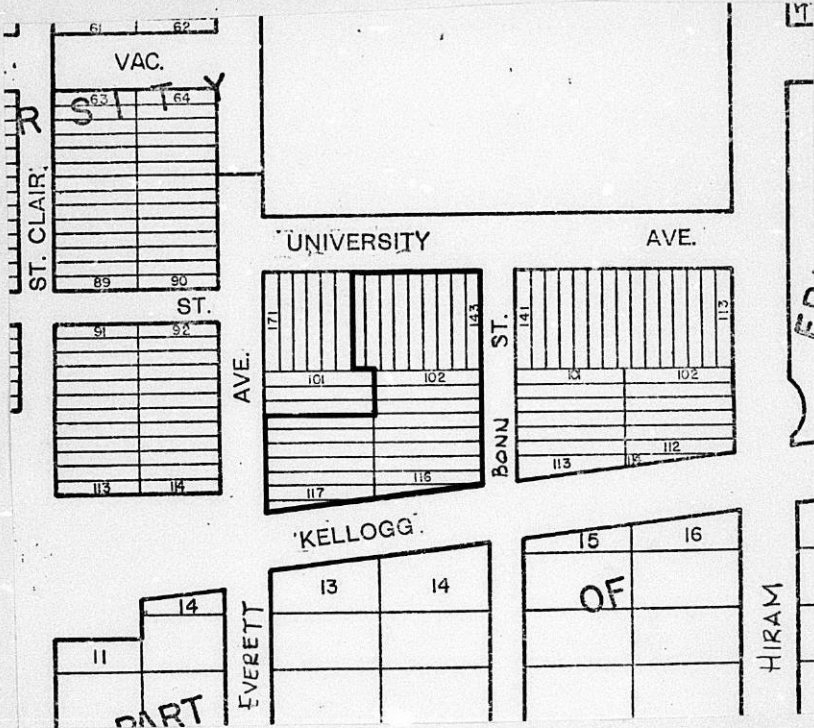 61 62
VAC.
63 64
R S I T Y
ST. CLAIR
UNIVERSITY AVE.
89 90
ST.
171 143 ST. 141 113
91 92
AVE.
101 102
101 102
BONN
112
113
116
113 114
117
'KELLOGG
15 16
13 14
14
OF
EVERETT
HIRAM
11
PART